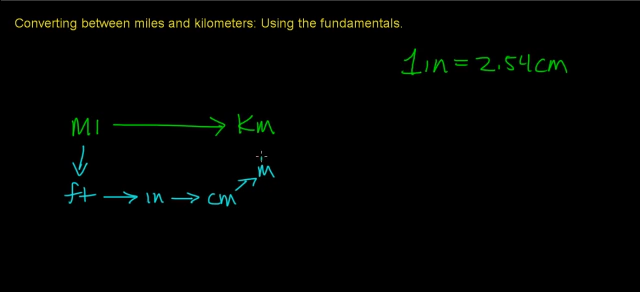 Converting between miles and kilometers: Using the fundamentals.
1in = 2.54cm
MI → Km
↓
ft → in → cm → m